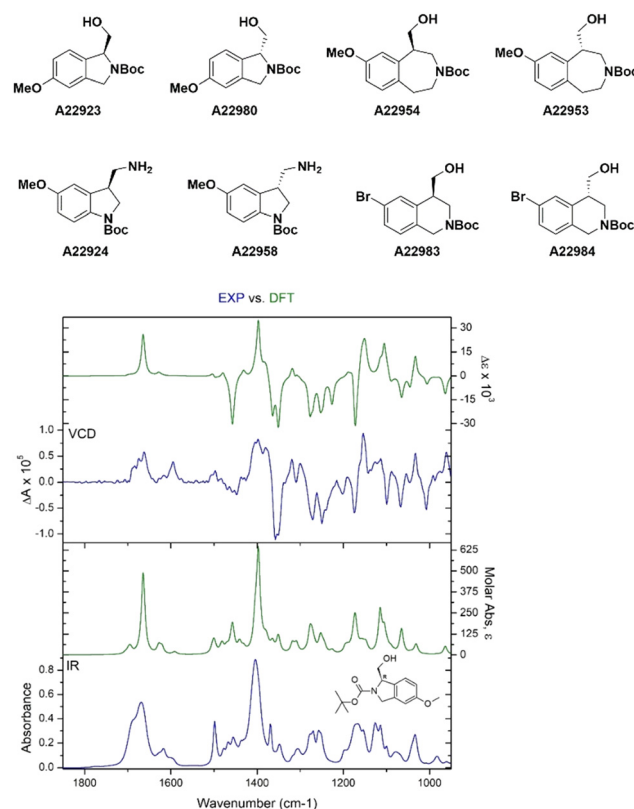 OH OH OH OH
MeO NBoc MeO NBoc MeO NBoc MeO NBoc
A22923 A22980 A22954 A22953
NH2 NH2 OH OH
MeO N Boc MeO N Boc Br NBoc Br NBoc
A22924 A22958 A22983 A22984
EXP vs. DFT
30
15
0
-15
-30
Δε x 10³
VCD
1.0
0.5
0.0
-0.5
-1.0
ΔA x 10⁵
625
500
375
250
125
0
Molar Abs, ε
IR
0.8
0.6
0.4
0.2
0.0
Absorbance
OH
R
O
N
O
O
1800 1600 1400 1200 1000
Wavenumber (cm-1)